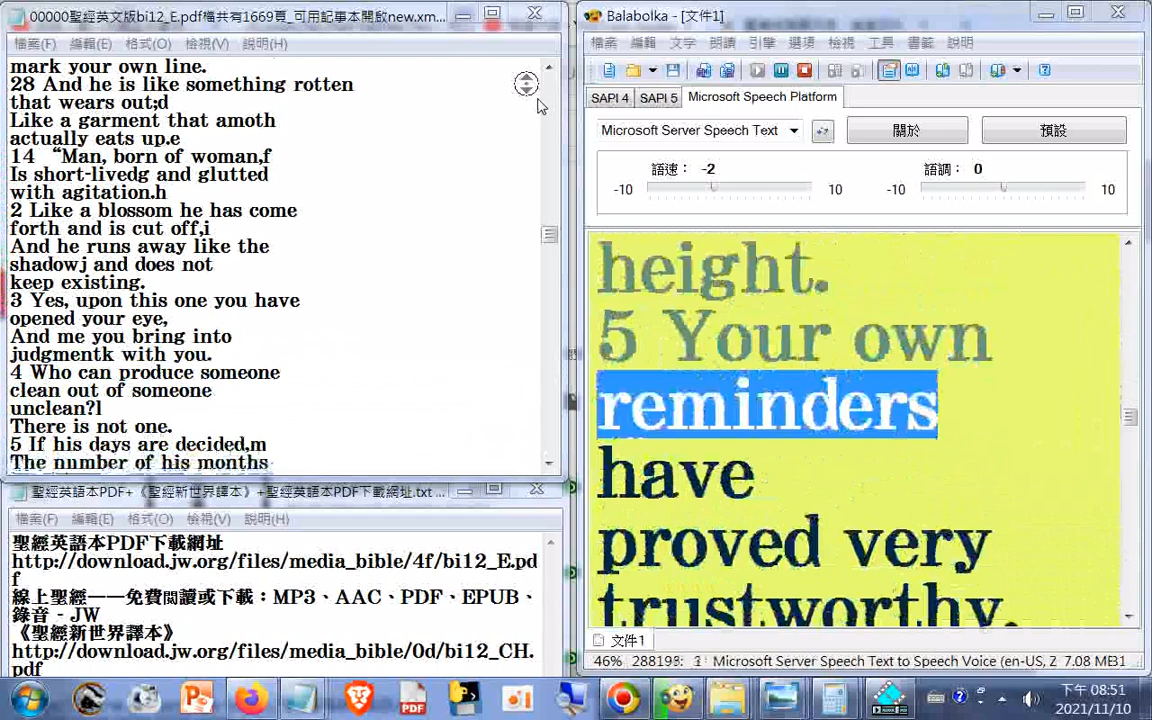 00000聖經英文版bi12_E.pdf檔共有1669頁_可用記事本開啟new.xm...
檔案(F) 編輯(E) 格式(O) 檢視(V) 說明(H)
mark your own line.
28 And he is like something rotten
that wears out;d
Like a garment that amoth
actually eats up.e
14 “Man, born of woman,f
Is short-livedg and glutted
with agitation.h
2 Like a blossom he has come
forth and is cut off,i
And he runs away like the
shadowj and does not
keep existing.
3 Yes, upon this one you have
opened your eye,
And me you bring into
judgmentk with you.
4 Who can produce someone
clean out of someone
unclean?l
There is not one.
5 If his days are decided,m
The number of his months
聖經英語本PDF+《聖經新世界譯本》+聖經英語本PDF下載網址.txt ...
檔案(F) 編輯(E) 格式(O) 檢視(V) 說明(H)
聖經英語本PDF下載網址
http://download.jw.org/files/media_bible/4f/bi12_E.pd
f
線上聖經——免費閱讀或下載：MP3、AAC、PDF、EPUB、
錄音 - JW
《聖經新世界譯本》
http://download.jw.org/files/media_bible/0d/bi12_CH.
pdf
Balabolka - [文件1]
檔案 編輯 文字 朗讀 引擎 選項 檢視 工具 書籤 說明
SAPI 4 SAPI 5 Microsoft Speech Platform
Microsoft Server Speech Text 關於 預設
語速： -2 語調： 0
-10 10 -10 10
height.
5 Your own
reminders
have
proved very
trustworthy.
文件1
46% Microsoft Server Speech Text to Speech Voice (en-US, Z 7.08 MB
下午 08:51
2021/11/10